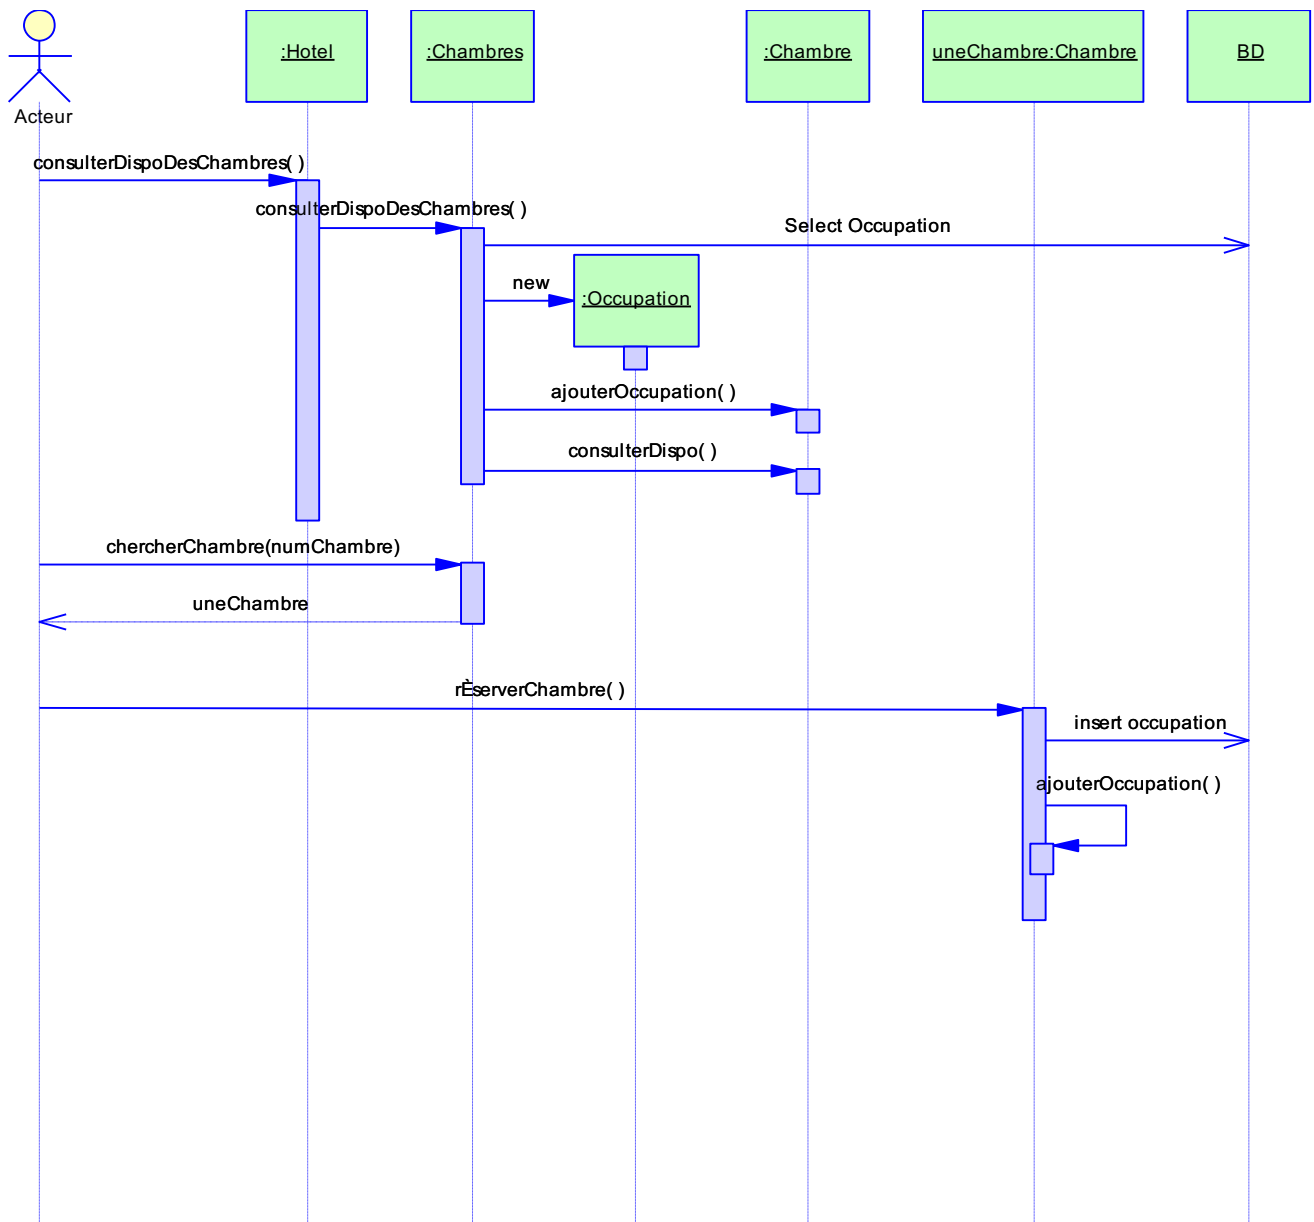 :Hotel
:Chambres
:Chambre
uneChambre:Chambre
BD
Acteur
consulterDispoDesChambres( )
consulterDispoDesChambres( )
Select Occupation
new
:Occupation
ajouterOccupation( )
consulterDispo( )
chercherChambre(numChambre)
uneChambre
rÈserverChambre( )
insert occupation
ajouterOccupation( )